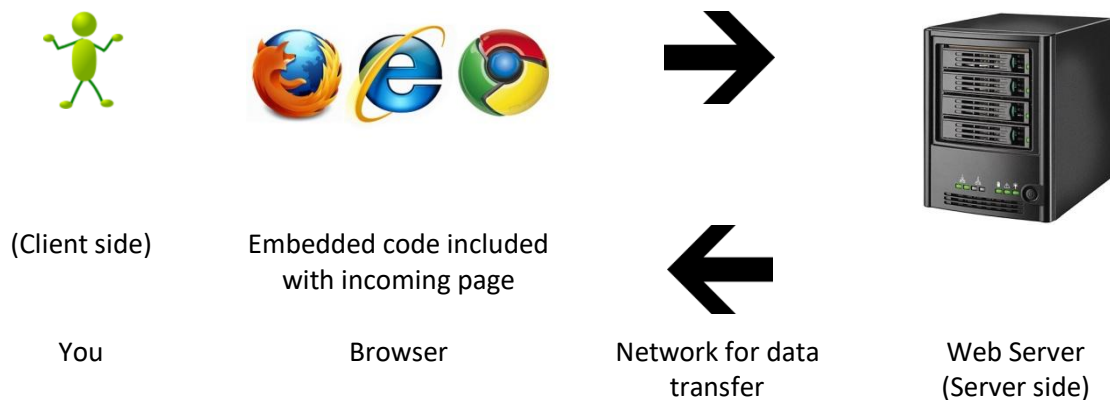 (Client side)
Embedded code included
with incoming page
You
Browser
Network for data
transfer
Web Server
(Server side)